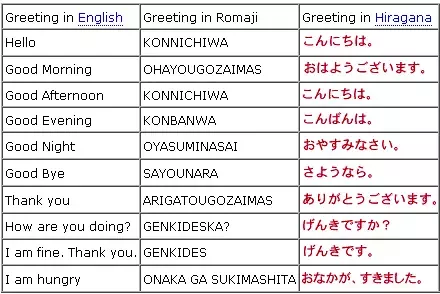 Greeting in English Greeting in Romaji Greeting in Hiragana
Hello KONNICHIWA こんにちは。
Good Morning OHAYOUGOZAIMAS おはようございます。
Good Afternoon KONNICHIWA こんにちは。
Good Evening KONBANWA こんばんは。
Good Night OYASUMINASAI おやすみなさい。
Good Bye SAYOUNARA さようなら。
Thank you ARIGATOUGOZAIMAS ありがとうございます。
How are you doing? GENKIDESKA? げんきですか？
I am fine. Thank you. GENKIDES げんきです。
I am hungry ONAKA GA SUKIMASHITA おなかが、すきました。